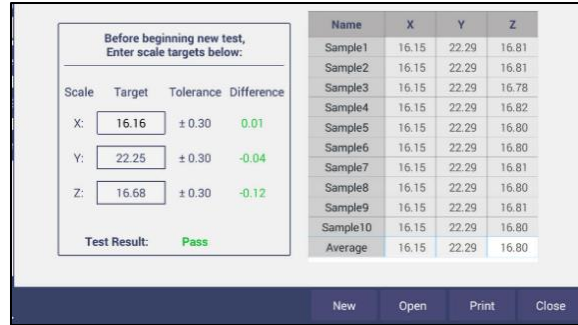 Before beginning new test,
Enter scale targets below:
Scale Target Tolerance Difference
X: 16.16 ± 0.30 0.01
Y: 22.25 ± 0.30 -0.04
Z: 16.68 ± 0.30 -0.12
Test Result: Pass
Name X Y Z
Sample1 16.15 22.29 16.81
Sample2 16.15 22.29 16.81
Sample3 16.15 22.29 16.78
Sample4 16.15 22.29 16.82
Sample5 16.15 22.29 16.80
Sample6 16.15 22.29 16.80
Sample7 16.15 22.29 16.81
Sample8 16.15 22.29 16.80
Sample9 16.15 22.29 16.81
Sample10 16.15 22.29 16.80
Average 16.15 22.29 16.80
New Open Print Close